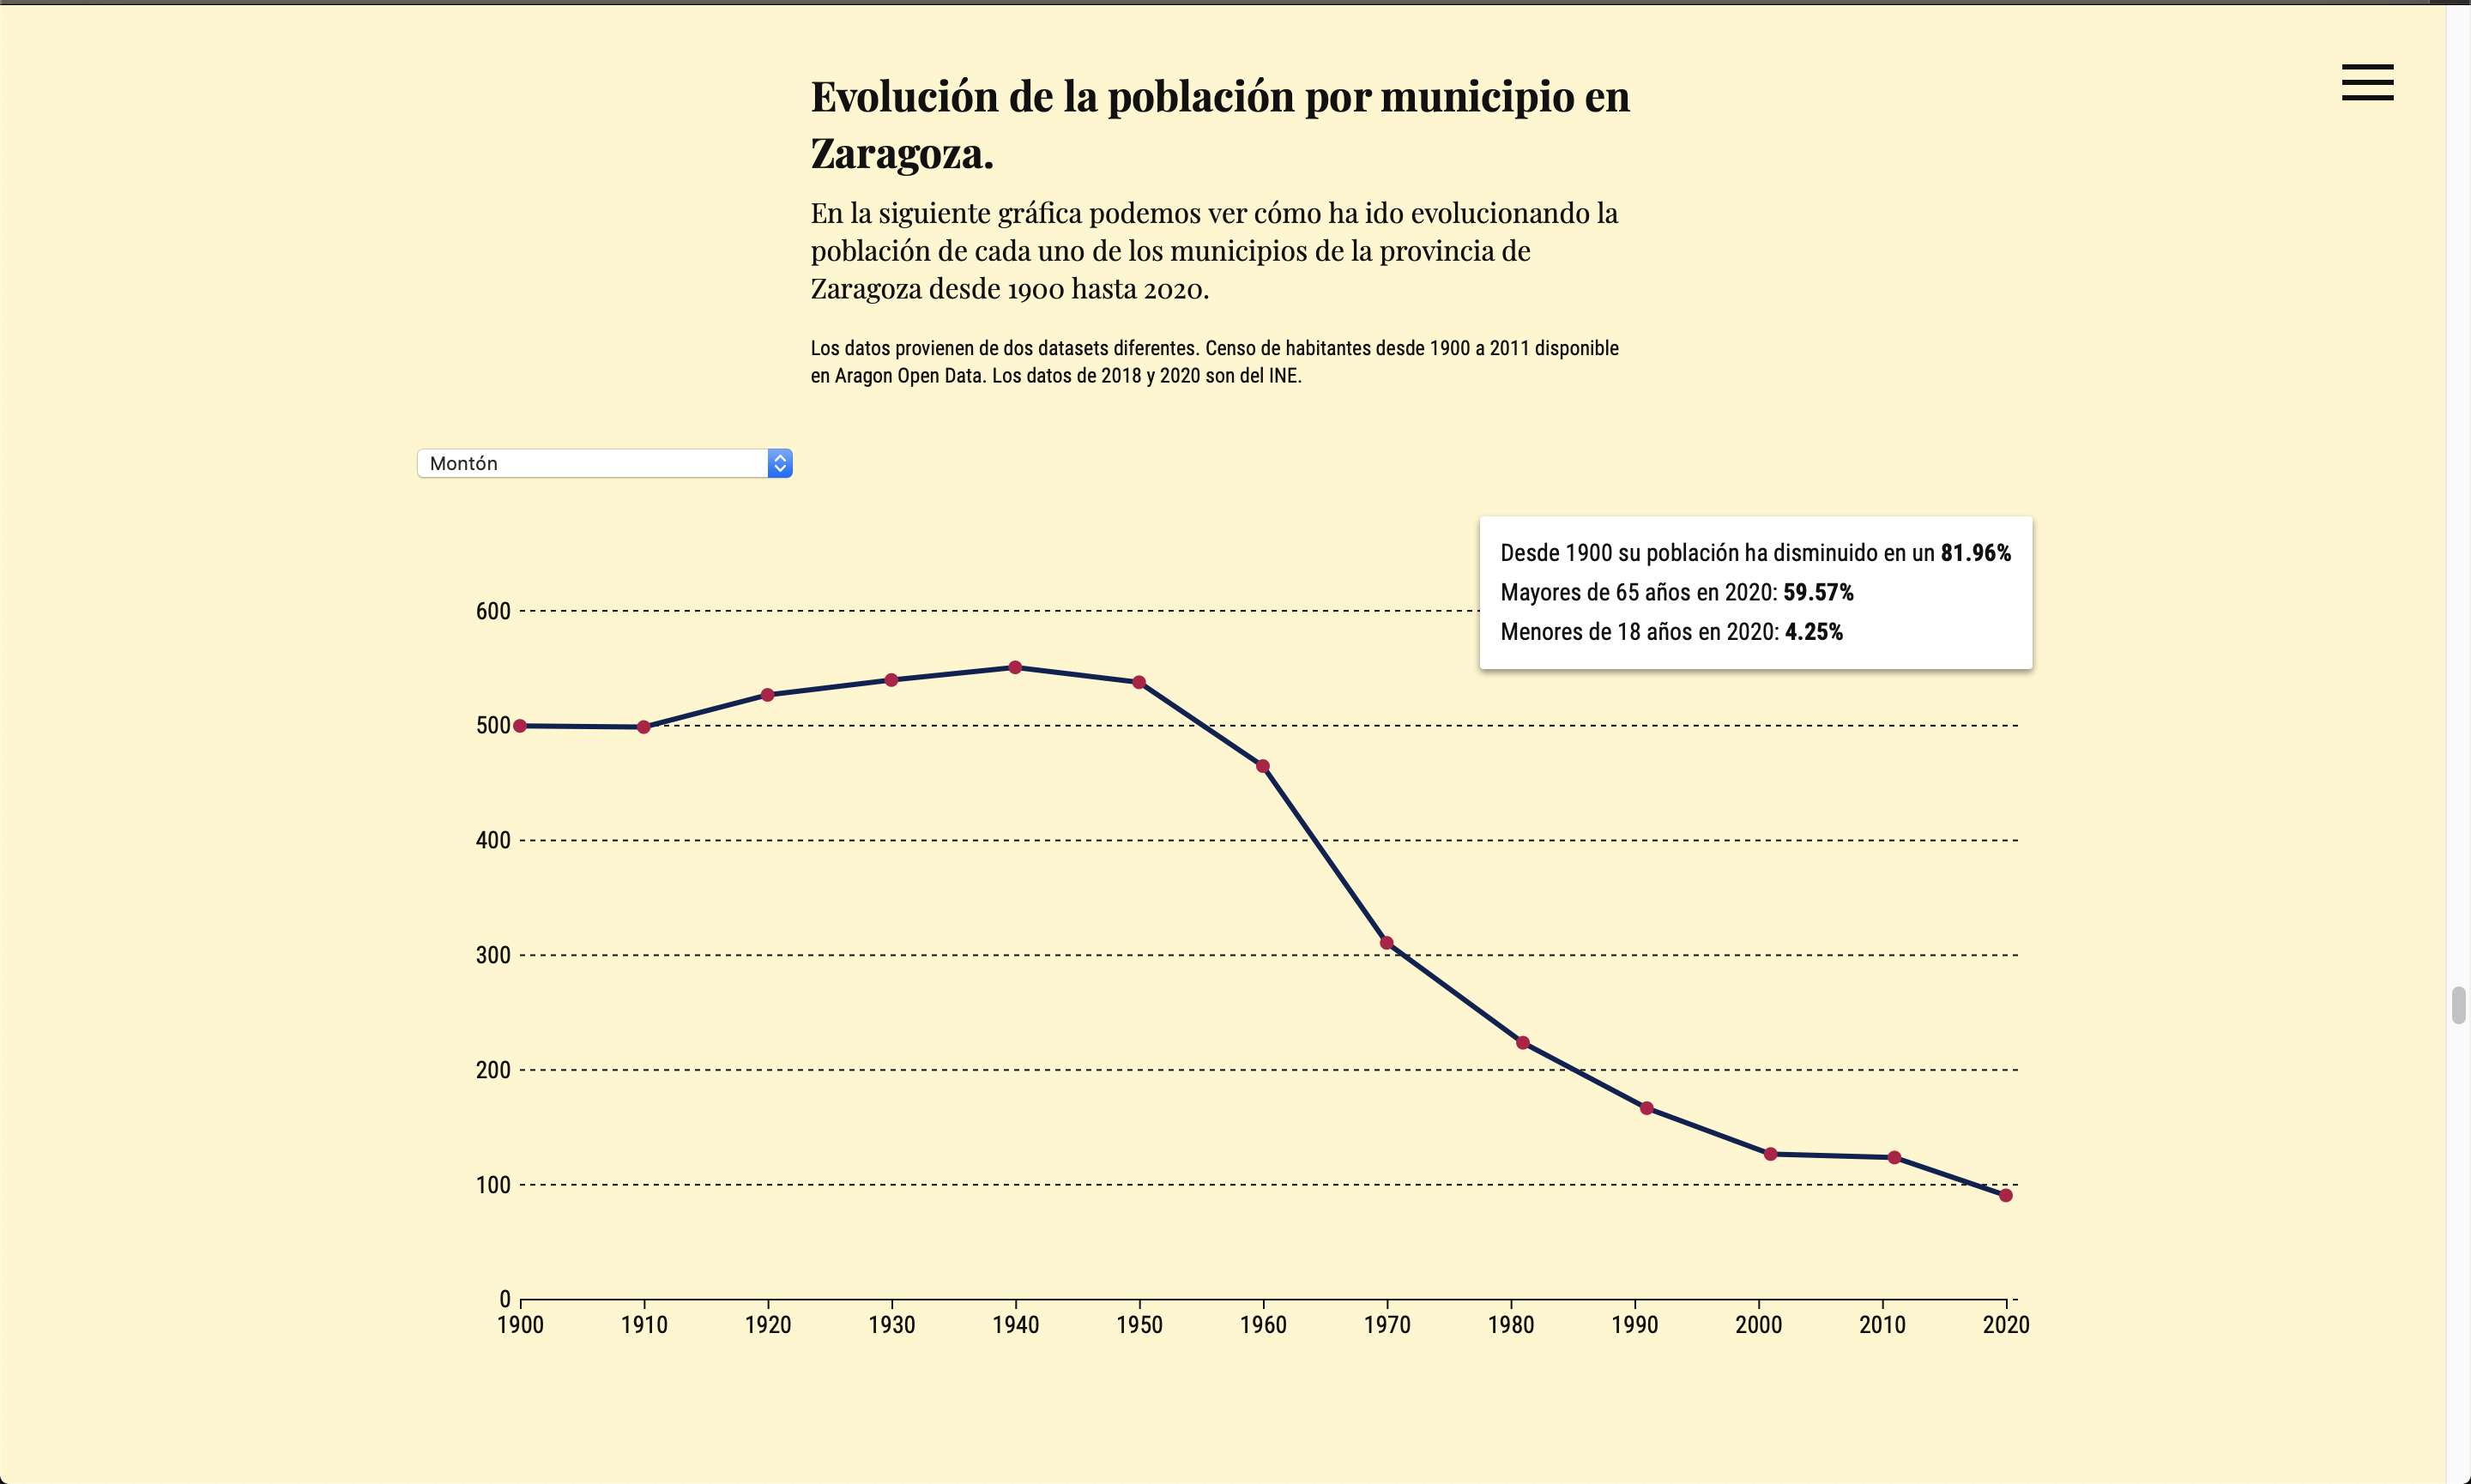 Evolución de la población por municipio en
Zaragoza.
En la siguiente gráfica podemos ver cómo ha ido evolucionando la
población de cada uno de los municipios de la provincia de
Zaragoza desde 1900 hasta 2020.
Los datos provienen de dos datasets diferentes. Censo de habitantes desde 1900 a 2011 disponible
en Aragon Open Data. Los datos de 2018 y 2020 son del INE.
Montón
Desde 1900 su población ha disminuido en un 81.96%
Mayores de 65 años en 2020: 59.57%
Menores de 18 años en 2020: 4.25%
600
500
400
300
200
100
0
1900 1910 1920 1930 1940 1950 1960 1970 1980 1990 2000 2010 2020